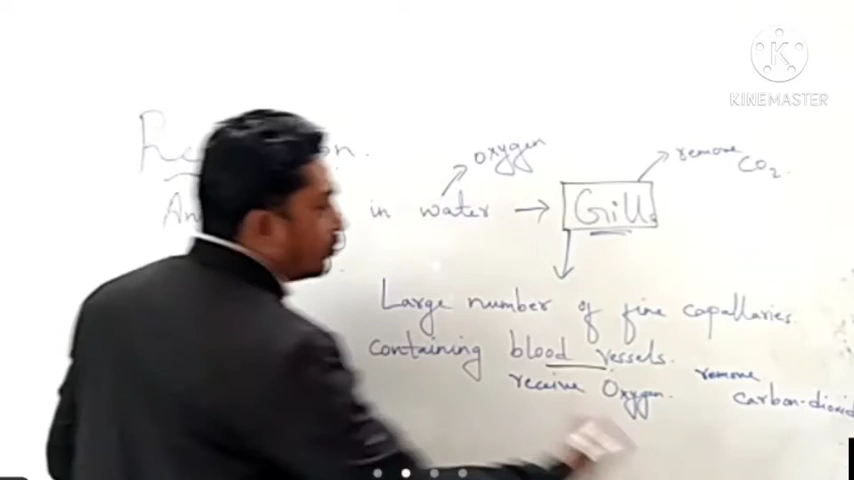 KINEMASTER
oxygen
remove CO2.
in water → Gill.
Large number of fine capallaries.
containing blood vessels.
receive Oxygen. remove
carbon-dioxid